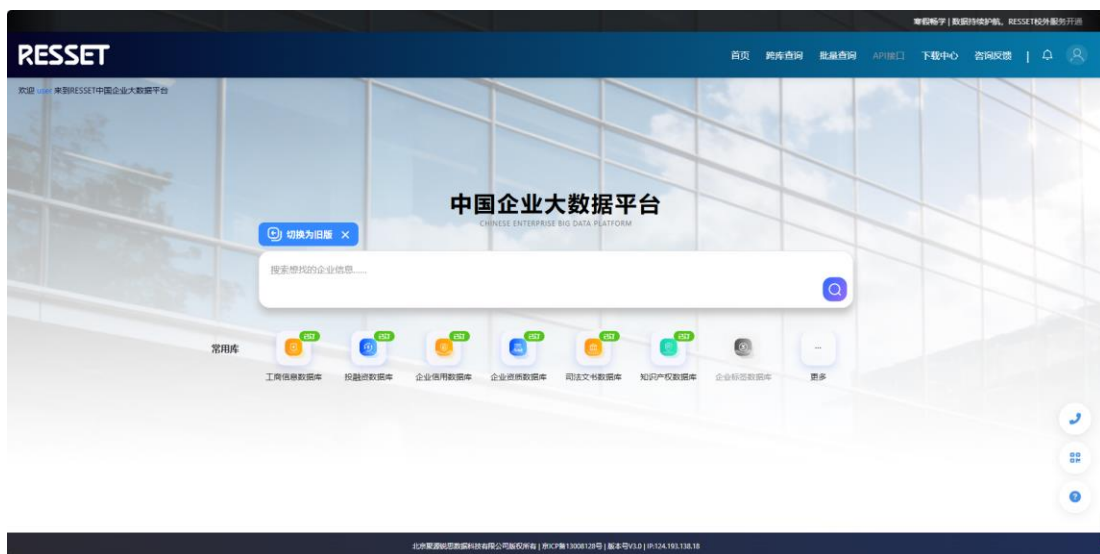 寒假畅学 | 数据持续护航，RESSET校外服务开通
RESSET
首页 跨库查询 批量查询 API接口 下载中心 咨询反馈
欢迎 user 来到RESSET中国企业大数据平台
中国企业大数据平台
CHINESE ENTERPRISE BIG DATA PLATFORM
切换为旧版
搜索想找的企业信息......
常用库
工商信息数据库 投融资数据库 企业信用数据库 企业资质数据库 司法文书数据库 知识产权数据库 企业标签数据库 更多
北京聚源锐思数据科技有限公司版权所有 | 京ICP备13008128号 | 版本号V3.0 | IP:124.193.138.18